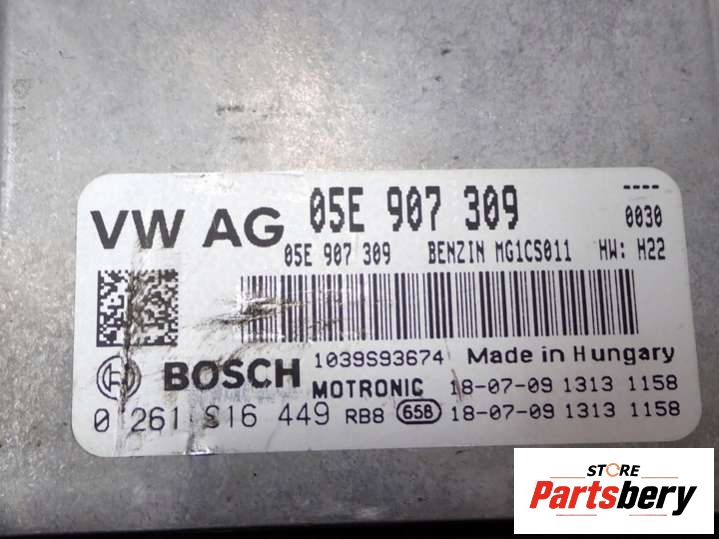 VW AG 05E 907 309 ----
0030
05E 907 309 BENZIN MG1CS011 HW: H22
BOSCH 1039S93674 Made in Hungary
MOTRONIC 18-07-09 1313 1158
0 261 S16 449 RB8 658 18-07-09 1313 1158
STORE
Partsbery